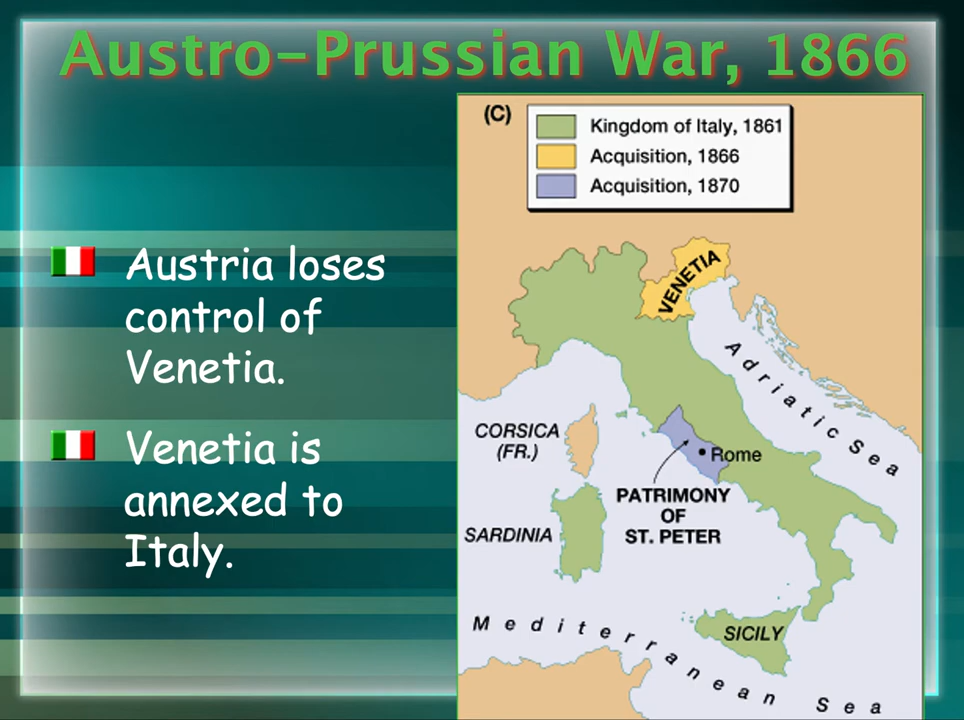 Austro-Prussian War, 1866
Austria loses
control of
Venetia.
Venetia is
annexed to
Italy.
(C)
Kingdom of Italy, 1861
Acquisition, 1866
Acquisition, 1870
VENETIA
Adriatic Sea
CORSICA
(FR.)
Rome
PATRIMONY
OF
ST. PETER
SARDINIA
SICILY
Mediterranean Sea